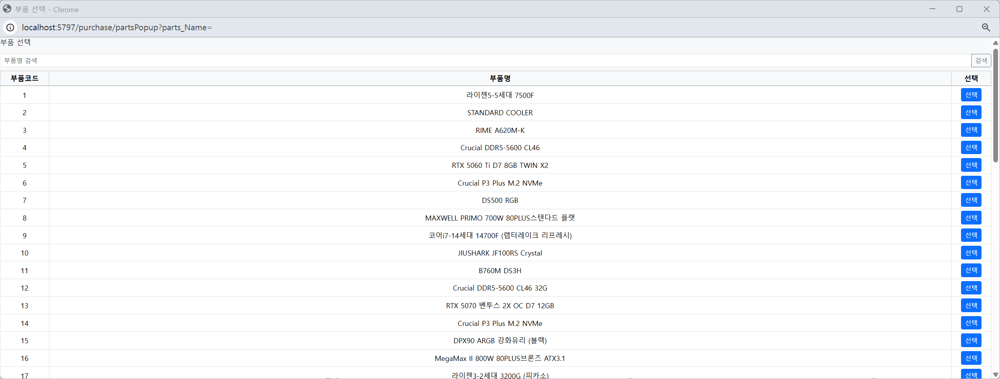 부품 선택 - Chrome
localhost:5797/purchase/partsPopup?parts_Name=
부품 선택
부품명 검색 검색
부품코드 부품명 선택
1 라이젠5-5세대 7500F 선택
2 STANDARD COOLER 선택
3 RIME A620M-K 선택
4 Crucial DDR5-5600 CL46 선택
5 RTX 5060 Ti D7 8GB TWIN X2 선택
6 Crucial P3 Plus M.2 NVMe 선택
7 DS500 RGB 선택
8 MAXWELL PRIMO 700W 80PLUS스탠다드 플랫 선택
9 코어i7-14세대 14700F (랩터레이크 리프레시) 선택
10 JIUSHARK JF100RS Crystal 선택
11 B760M DS3H 선택
12 Crucial DDR5-5600 CL46 32G 선택
13 RTX 5070 벤투스 2X OC D7 12GB 선택
14 Crucial P3 Plus M.2 NVMe 선택
15 DPX90 ARGB 강화유리 (블랙) 선택
16 MegaMax II 800W 80PLUS브론즈 ATX3.1 선택
17 라이젠3-2세대 3200G (피카소) 선택